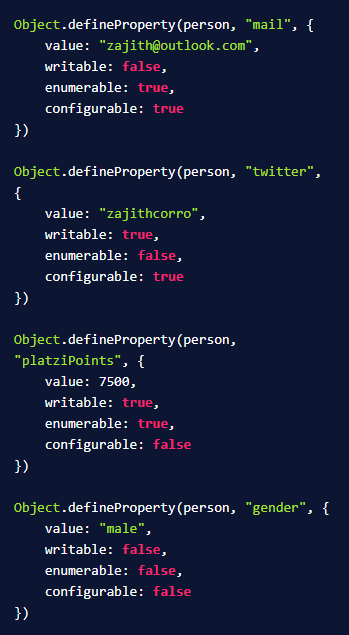 Object.defineProperty(person, "mail", {
    value: "zajith@outlook.com",
    writable: false,
    enumerable: true,
    configurable: true
})

Object.defineProperty(person, "twitter",
{
    value: "zajithcorro",
    writable: true,
    enumerable: false,
    configurable: true
})

Object.defineProperty(person,
"platziPoints", {
    value: 7500,
    writable: true,
    enumerable: true,
    configurable: false
})

Object.defineProperty(person, "gender", {
    value: "male",
    writable: false,
    enumerable: false,
    configurable: false
})